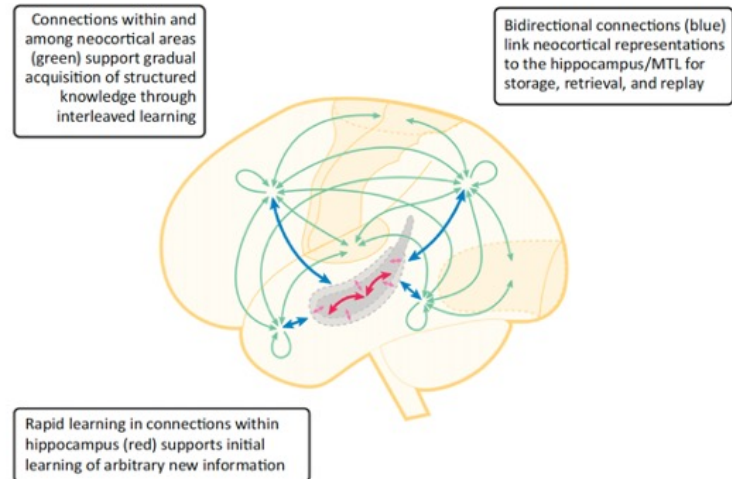 Connections within and
among neocortical areas
(green) support gradual
acquisition of structured
knowledge through
interleaved learning
Bidirectional connections (blue)
link neocortical representations
to the hippocampus/MTL for
storage, retrieval, and replay
Rapid learning in connections within
hippocampus (red) supports initial
learning of arbitrary new information